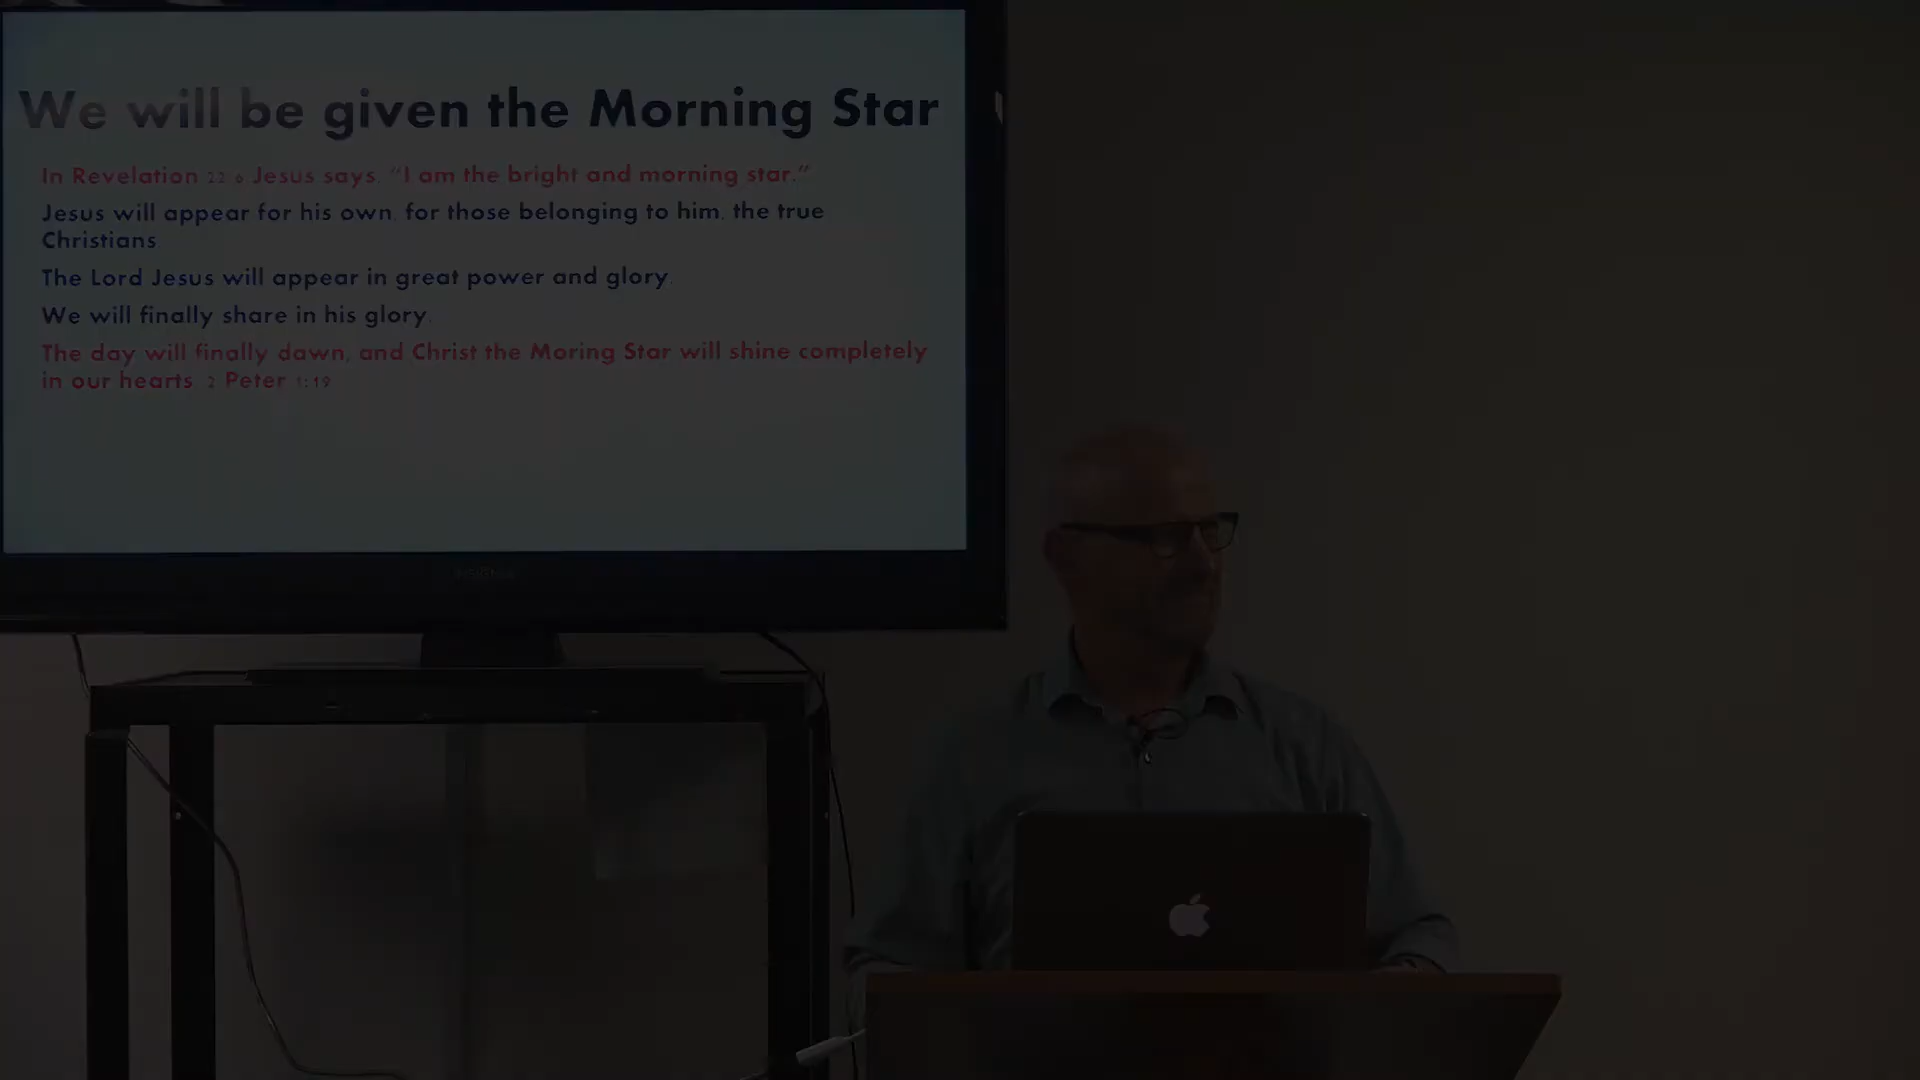 We will be given the Morning Star
In Revelation 22:6 Jesus says, "I am the bright and morning star."
Jesus will appear for his own, for those belonging to him, the true
Christians
The Lord Jesus will appear in great power and glory.
We will finally share in his glory.
The day will finally dawn, and Christ the Moring Star will shine completely
in our hearts. 2 Peter 1:19
INSIGNIA